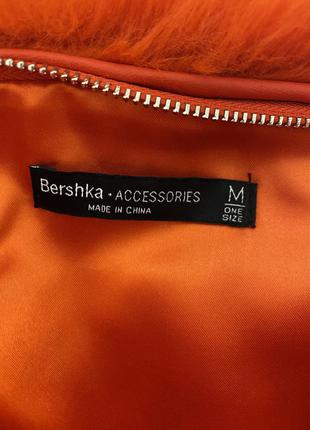 Bershka · ACCESSORIES
MADE IN CHINA
M
ONE
SIZE